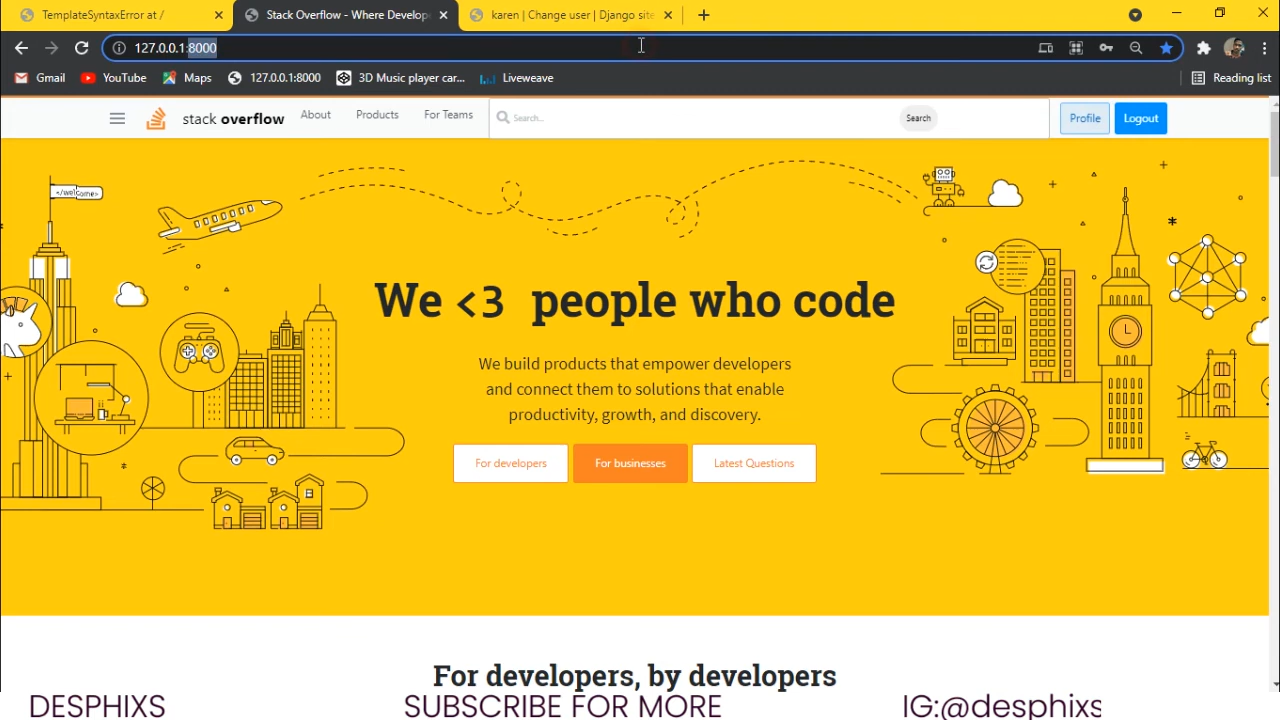 TemplateSyntaxError at /
Stack Overflow - Where Develop
karen | Change user | Django site
127.0.0.1:8000
Gmail
YouTube
Maps
127.0.0.1:8000
3D Music player car...
Liveweave
Reading list
stack overflow
About
Products
For Teams
Search...
Search
Profile
Logout
</welcome>
We <3 people who code
We build products that empower developers
and connect them to solutions that enable
productivity, growth, and discovery.
For developers
For businesses
Latest Questions
For developers, by developers
DESPHIXS
SUBSCRIBE FOR MORE
IG:@desphixs